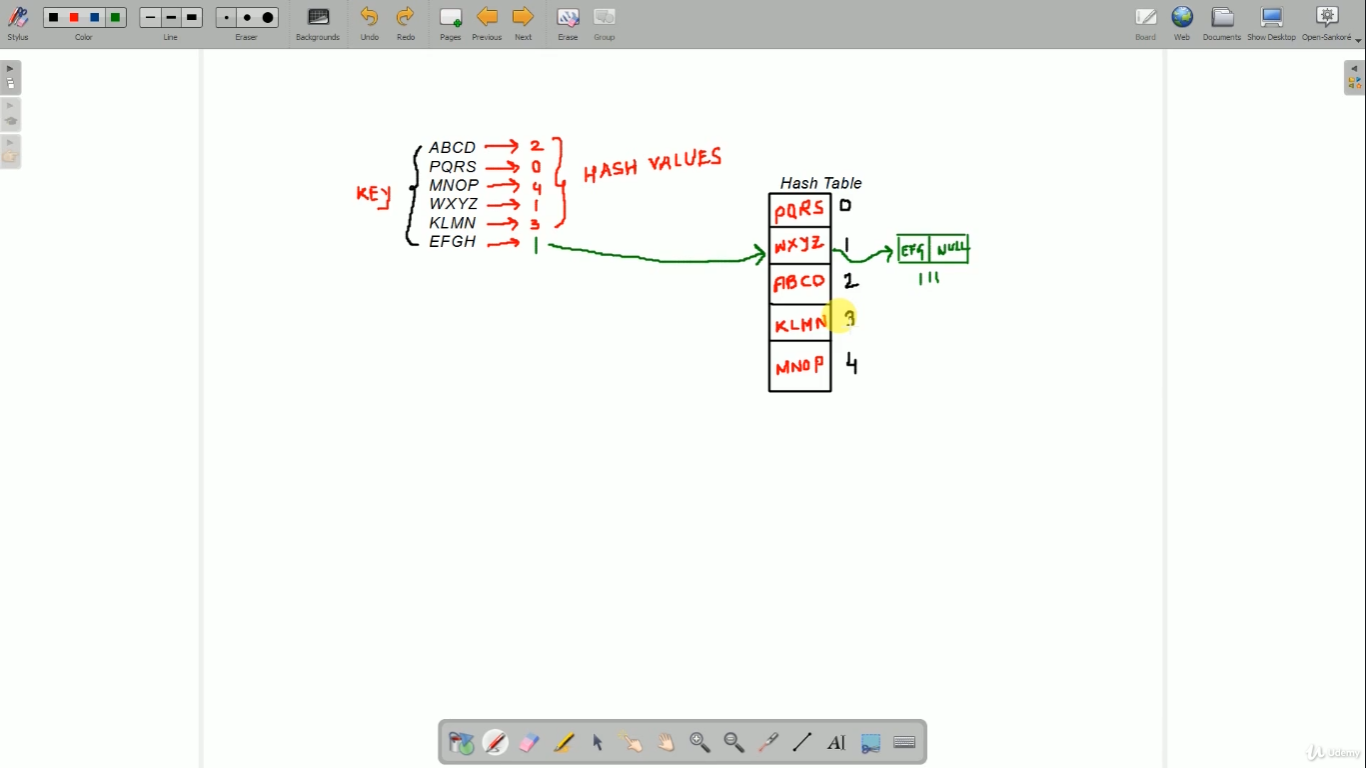 Stylus Color Line Eraser Backgrounds Undo Redo Pages Previous Next Erase Group Board Web Documents Show Desktop Open-Sankoré
ABCD → 2
PQRS → 0
MNOP → 4
WXYZ → 1
KLMN → 3
EFGH → 1
KEY
HASH VALUES
Hash Table
PQRS 0
WXYZ 1
EFG NULL
ABCD 2
KLMN 3
MNOP 4
AI
Udemy